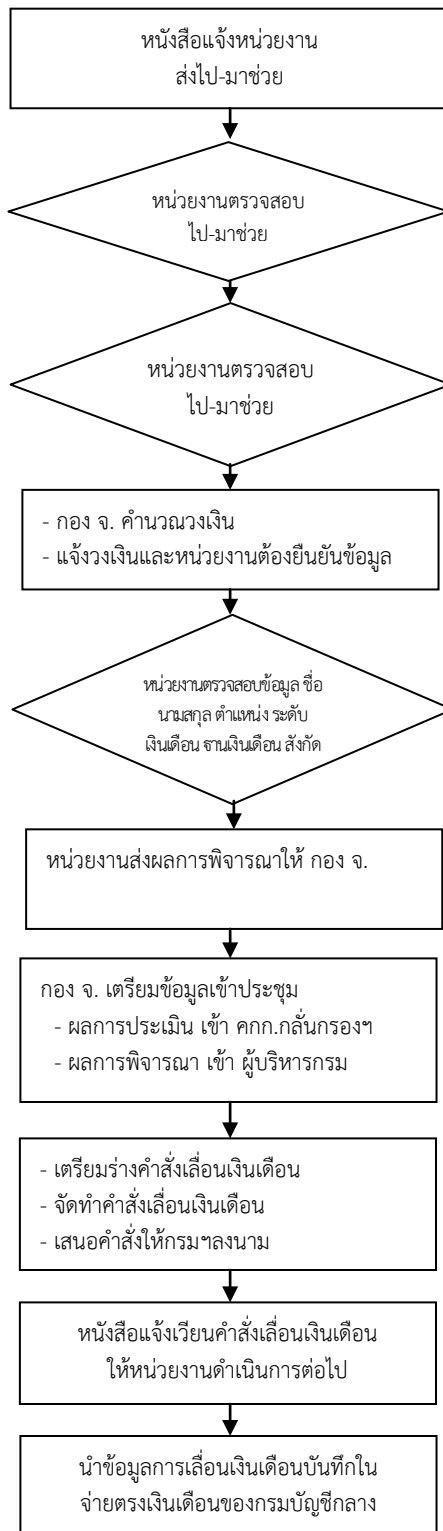 หนังสือแจ้งหน่วยงาน
ส่งไป-มาช่วย
หน่วยงานตรวจสอบ
ไป-มาช่วย
หน่วยงานตรวจสอบ
ไป-มาช่วย
- กอง จ. คำนวณวงเงิน
- แจ้งวงเงินและหน่วยงานต้องยืนยันข้อมูล
หน่วยงานตรวจสอบข้อมูล ชื่อ
นามสกุล ตำแหน่ง ระดับ
เงินเดือน ฐานเงินเดือน สังกัด
หน่วยงานส่งผลการพิจารณาให้ กอง จ.
กอง จ. เตรียมข้อมูลเข้าประชุม
- ผลการประเมิน เข้า คกก.กลั่นกรองฯ
- ผลการพิจารณา เข้า ผู้บริหารกรม
- เตรียมร่างคำสั่งเลื่อนเงินเดือน
- จัดทำคำสั่งเลื่อนเงินเดือน
- เสนอคำสั่งให้กรมฯลงนาม
หนังสือแจ้งเวียนคำสั่งเลื่อนเงินเดือน
ให้หน่วยงานดำเนินการต่อไป
นำข้อมูลการเลื่อนเงินเดือนบันทึกใน
จ่ายตรงเงินเดือนของกรมบัญชีกลาง